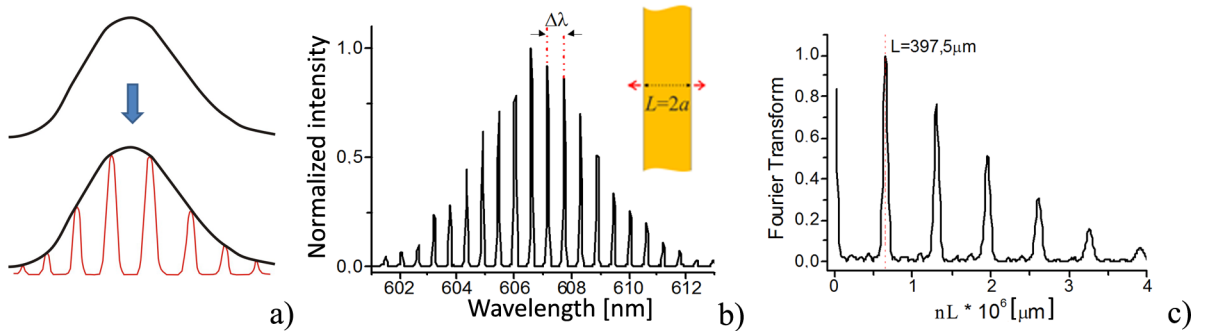 a)
b)
Δλ
1.0
0.5
0.0
Normalized intensity
L=2a
602
604
606
608
610
612
Wavelength [nm]
c)
L=397,5μm
1.0
0.8
0.6
0.4
0.2
0.0
Fourier Transform
0
1
2
3
4
nL * 10⁶ [μm]